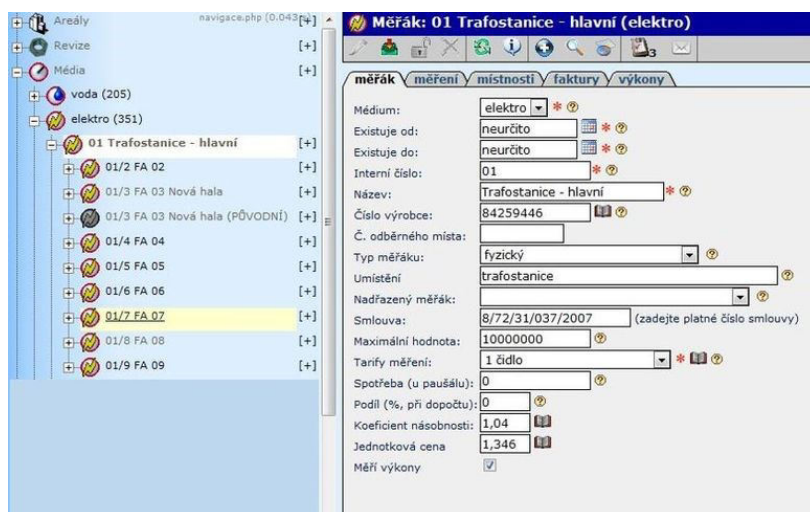 Areály
navigace.php (0.043
[+]
Revize
[+]
Média
[+]
voda (205)
elektro (351)
01 Trafostanice - hlavní
[+]
01/2 FA 02
[+]
01/3 FA 03 Nová hala
[+]
01/3 FA 03 Nová hala (PŮVODNÍ)
[+]
01/4 FA 04
[+]
01/5 FA 05
[+]
01/6 FA 06
[+]
01/7 FA 07
[+]
01/8 FA 08
[+]
01/9 FA 09
[+]
Měřák: 01 Trafostanice - hlavní (elektro)
3
měřák měření místnosti faktury výkony
Médium: elektro * ?
Existuje od: neurčito * ?
Existuje do: neurčito * ?
Interní číslo: 01 * ?
Název: Trafostanice - hlavní * ?
Číslo výrobce: 84259446 ?
Č. odběrného místa:
Typ měřáku: fyzický ?
Umístění trafostanice ?
Nadřazený měřák: ?
Smlouva: 8/72/31/037/2007 (zadejte platné číslo smlouvy)
Maximální hodnota: 10000000 ?
Tarify měření: 1 čidlo * ?
Spotřeba (u paušálu): 0 ?
Podíl (%, při dopočtu): 0 ?
Koeficient násobnosti: 1,04
Jednotková cena 1,346
Měří výkony